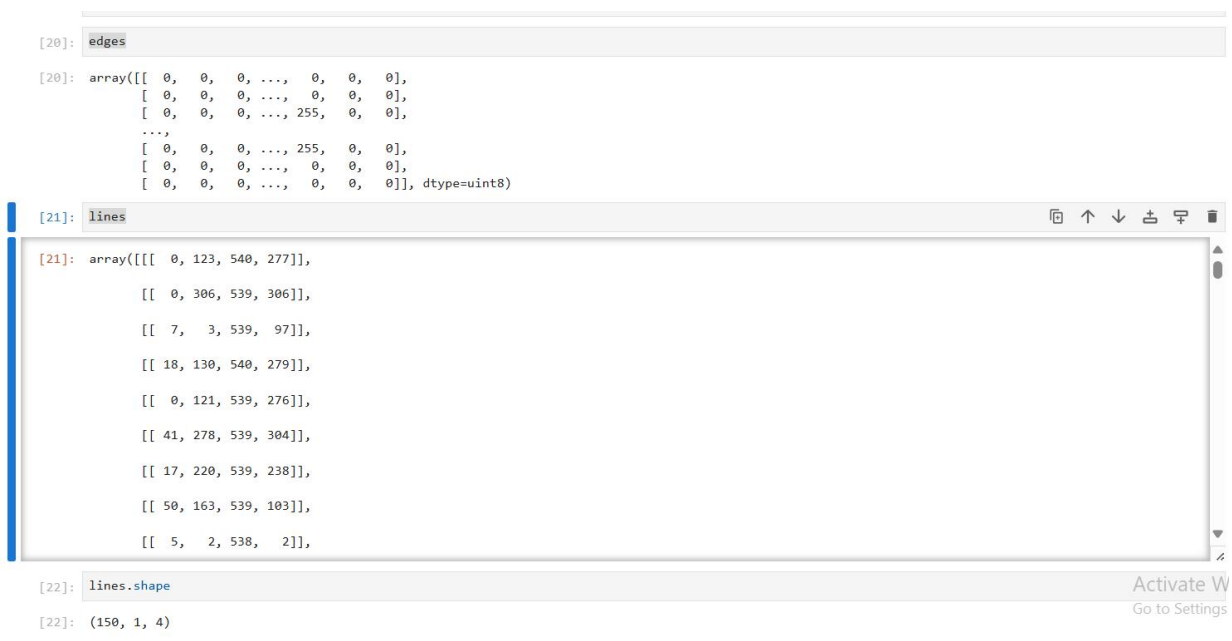 [20]: edges
[20]: array([[  0,   0,   0, ...,   0,   0,   0],
[  0,   0,   0, ...,   0,   0,   0],
[  0,   0,   0, ..., 255,   0,   0],
...,
[  0,   0,   0, ..., 255,   0,   0],
[  0,   0,   0, ...,   0,   0,   0],
[  0,   0,   0, ...,   0,   0,   0]], dtype=uint8)
[21]: lines
[21]: array([[[  0, 123, 540, 277]],
[[  0, 306, 539, 306]],
[[  7,   3, 539,  97]],
[[ 18, 130, 540, 279]],
[[  0, 121, 539, 276]],
[[ 41, 278, 539, 304]],
[[ 17, 220, 539, 238]],
[[ 50, 163, 539, 103]],
[[  5,   2, 538,   2]],
[22]: lines.shape
Activate W
Go to Settings
[22]: (150, 1, 4)